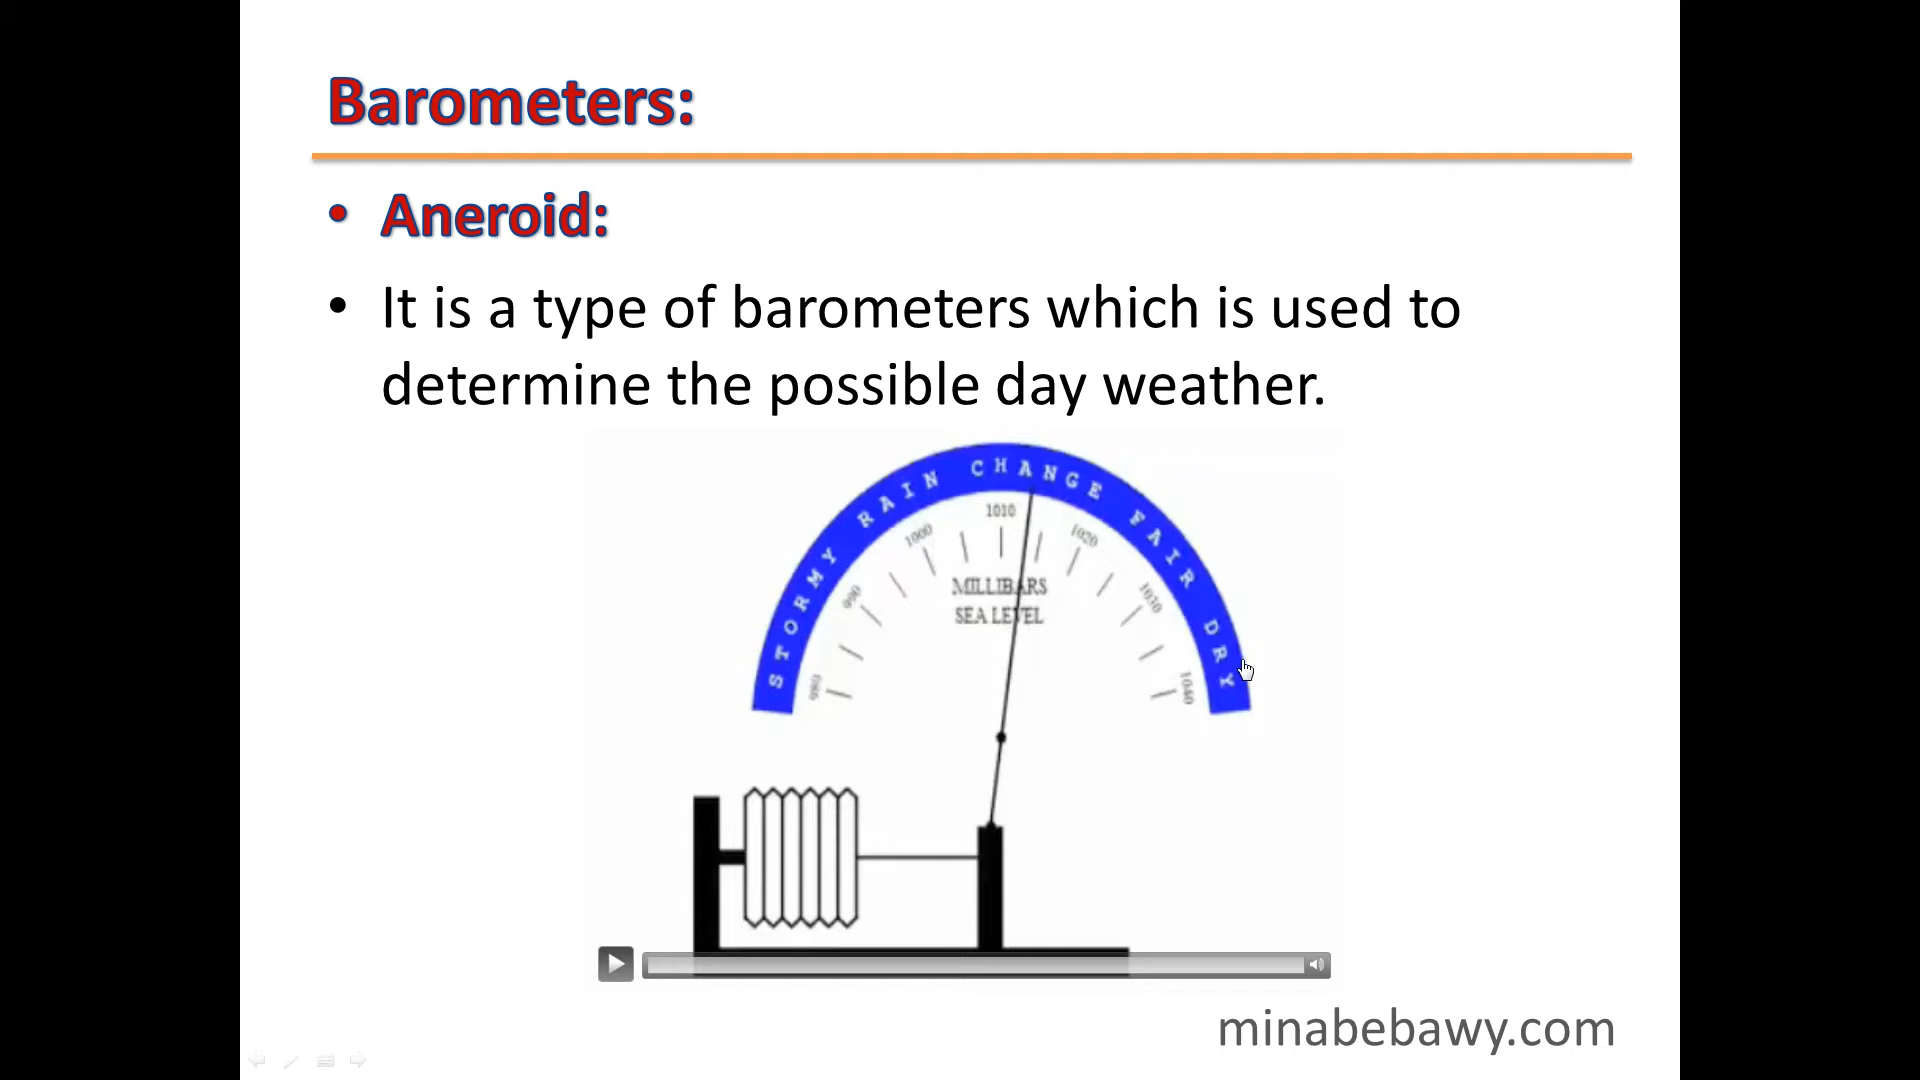 Barometers:
• Aneroid:
• It is a type of barometers which is used to
determine the possible day weather.
STORMY RAIN CHANGE FAIR DRY
980 990 1000 1010 1020 1030 1040
MILLIBARS
SEA LEVEL
minabebawy.com